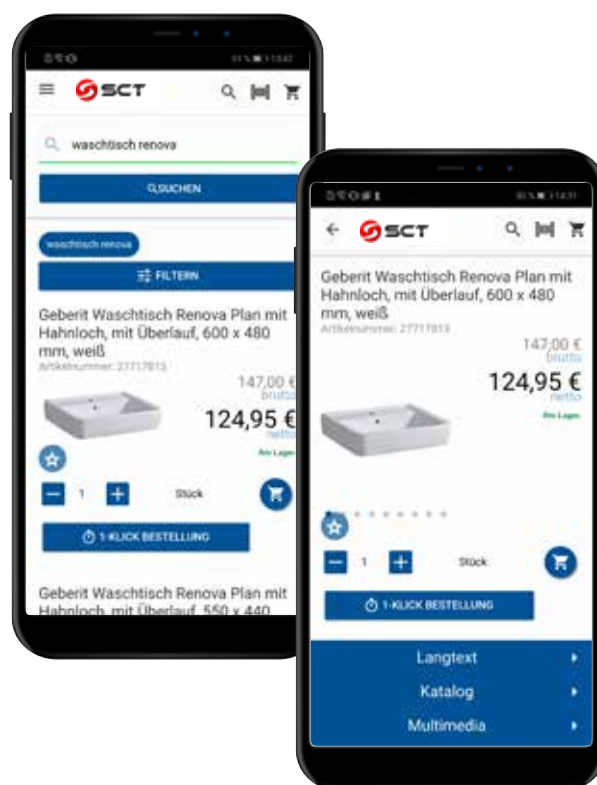 SCT
waschtisch renova
SUCHEN
waschtisch renova
FILTERN
Geberit Waschtisch Renova Plan mit
Hahnloch, mit Überlauf, 600 x 480
mm, weiß
Artikelnummer: 27717813
147,00 €
brutto
124,95 €
netto
Am Lager
1
Stück
1-KLICK BESTELLUNG
Geberit Waschtisch Renova Plan mit
Hahnloch, mit Überlauf, 550 x 440
SCT
Geberit Waschtisch Renova Plan mit
Hahnloch, mit Überlauf, 600 x 480
mm, weiß
Artikelnummer: 27717813
147,00 €
brutto
124,95 €
netto
Am Lager
1
Stück
1-KLICK BESTELLUNG
Langtext
Katalog
Multimedia